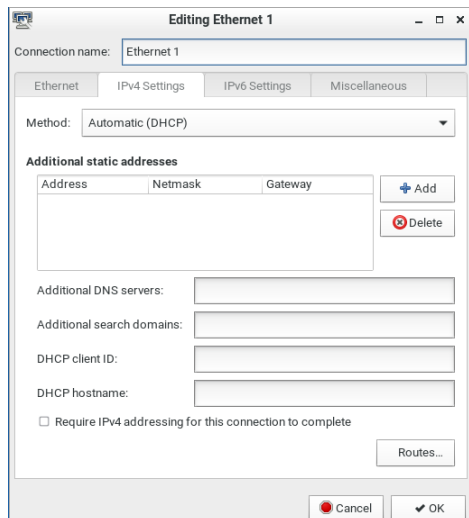 Editing Ethernet 1
Connection name: Ethernet 1
Ethernet IPv4 Settings IPv6 Settings Miscellaneous
Method: Automatic (DHCP)
Additional static addresses
Address Netmask Gateway
Add
Delete
Additional DNS servers:
Additional search domains:
DHCP client ID:
DHCP hostname:
Require IPv4 addressing for this connection to complete
Routes...
Cancel OK